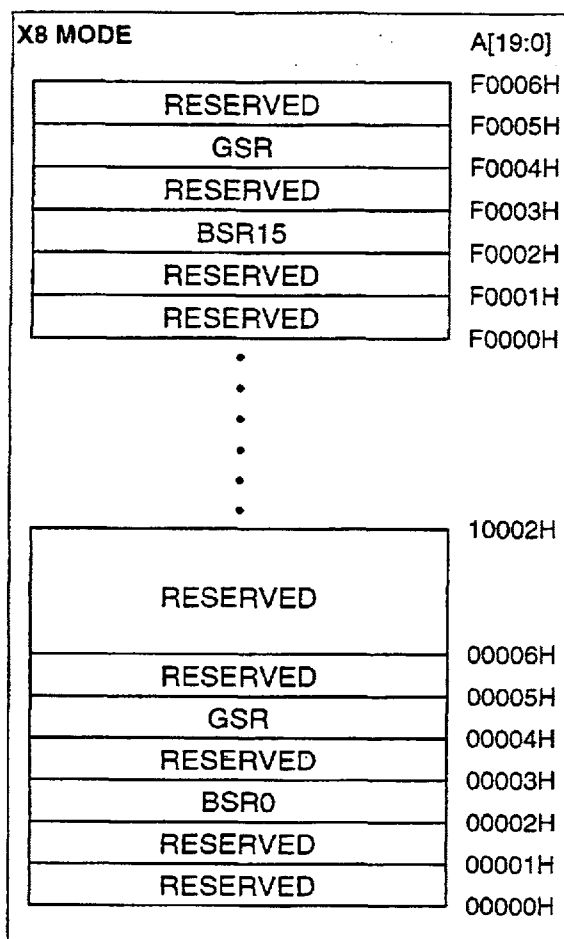 X8 MODE
A[19:0]
F0006H
RESERVED
F0005H
GSR
F0004H
RESERVED
F0003H
BSR15
F0002H
RESERVED
F0001H
RESERVED
F0000H
10002H
RESERVED
00006H
RESERVED
00005H
GSR
00004H
RESERVED
00003H
BSR0
00002H
RESERVED
00001H
RESERVED
00000H